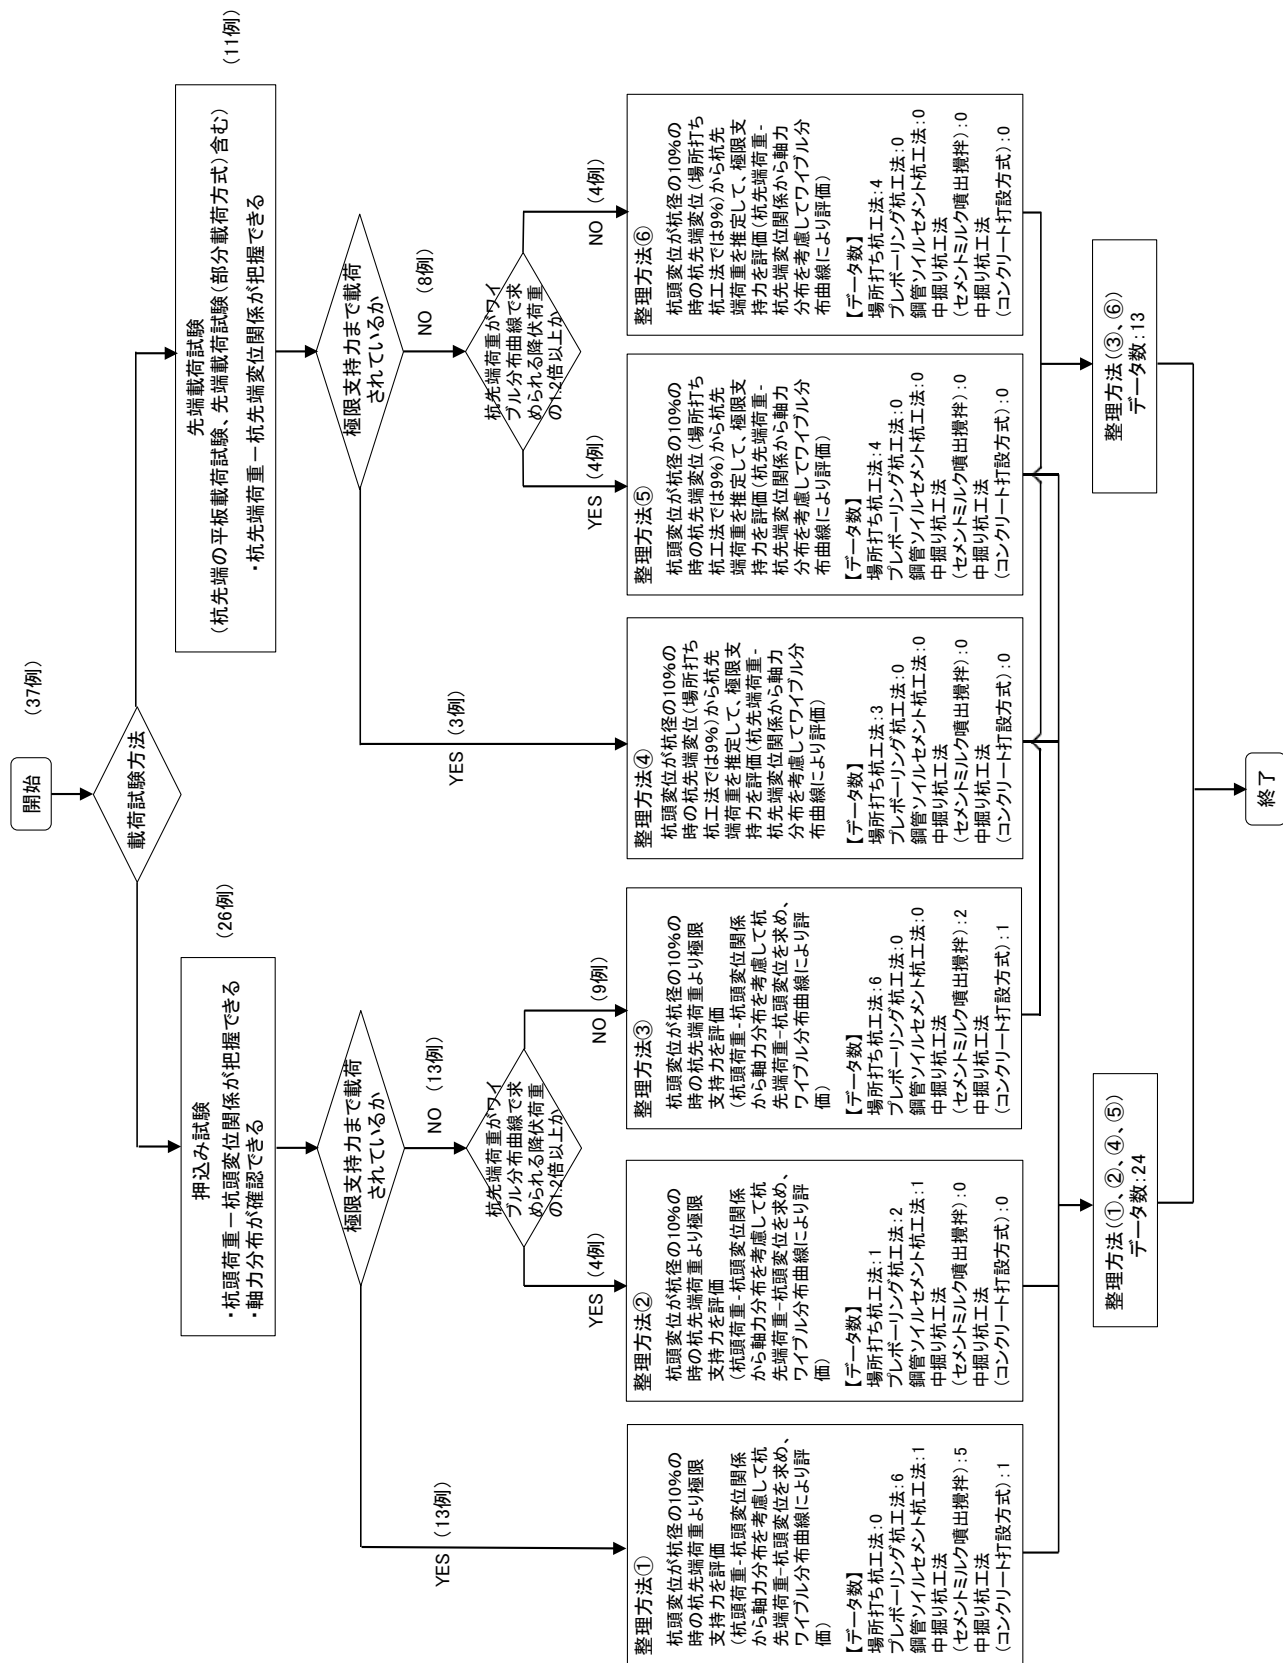 開始
(37例)
載荷試験方法
押込み試験
・杭頭荷重－杭頭変位関係が把握できる
・軸力分布が確認できる
(26例)
極限支持力まで載荷
されているか
YES (13例)
NO (13例)
杭先端荷重がワイ
ブル分布曲線で求
められる降伏荷重
の1.2倍以上か
YES (4例)
NO (9例)
整理方法①
杭頭変位が杭径の10%の
時の杭先端荷重より極限
支持力を評価
(杭頭荷重-杭頭変位関係
から軸力分布を考慮して杭
先端荷重-杭頭変位を求め、
ワイブル分布曲線により評
価)
【データ数】
場所打ち杭工法:0
プレボーリング杭工法:6
鋼管ソイルセメント杭工法:1
中掘り杭工法
(セメントミルク噴出攪拌):5
中掘り杭工法
(コンクリート打設方式):1
整理方法②
杭頭変位が杭径の10%の
時の杭先端荷重より極限
支持力を評価
(杭頭荷重-杭頭変位関係
から軸力分布を考慮して杭
先端荷重-杭頭変位を求め、
ワイブル分布曲線により評
価)
【データ数】
場所打ち杭工法:1
プレボーリング杭工法:2
鋼管ソイルセメント杭工法:1
中掘り杭工法
(セメントミルク噴出攪拌):0
中掘り杭工法
(コンクリート打設方式):0
整理方法③
杭頭変位が杭径の10%の
時の杭先端荷重より極限
支持力を評価
(杭頭荷重-杭頭変位関係
から軸力分布を考慮して杭
先端荷重-杭頭変位を求め、
ワイブル分布曲線により評
価)
【データ数】
場所打ち杭工法:6
プレボーリング杭工法:0
鋼管ソイルセメント杭工法:0
中掘り杭工法
(セメントミルク噴出攪拌):2
中掘り杭工法
(コンクリート打設方式):1
先端載荷試験
(杭先端の平板載荷試験、先端載荷試験(部分載荷方式)含む)
・杭先端荷重－杭先端変位関係が把握できる
(11例)
極限支持力まで載荷
されているか
YES (3例)
NO (8例)
杭先端荷重がワイ
ブル分布曲線で求
められる降伏荷重
の1.2倍以上か
YES (4例)
NO (4例)
整理方法④
杭頭変位が杭径の10%の
時の杭先端変位(場所打ち
杭工法では9%)から杭先
端荷重を推定して、極限支
持力を評価(杭先端荷重-
杭先端変位関係から軸力
分布を考慮してワイブル分
布曲線により評価)
【データ数】
場所打ち杭工法:3
プレボーリング杭工法:0
鋼管ソイルセメント杭工法:0
中掘り杭工法
(セメントミルク噴出攪拌):0
中掘り杭工法
(コンクリート打設方式):0
整理方法⑤
杭頭変位が杭径の10%の
時の杭先端変位(場所打ち
杭工法では9%)から杭先
端荷重を推定して、極限支
持力を評価(杭先端荷重-
杭先端変位関係から軸力
分布を考慮してワイブル分
布曲線により評価)
【データ数】
場所打ち杭工法:4
プレボーリング杭工法:0
鋼管ソイルセメント杭工法:0
中掘り杭工法
(セメントミルク噴出攪拌):0
中掘り杭工法
(コンクリート打設方式):0
整理方法⑥
杭頭変位が杭径の10%の
時の杭先端変位(場所打ち
杭工法では9%)から杭先
端荷重を推定して、極限支
持力を評価(杭先端荷重-
杭先端変位関係から軸力
分布を考慮してワイブル分
布曲線により評価)
【データ数】
場所打ち杭工法:4
プレボーリング杭工法:0
鋼管ソイルセメント杭工法:0
中掘り杭工法
(セメントミルク噴出攪拌):0
中掘り杭工法
(コンクリート打設方式):0
整理方法(①、②、④、⑤)
データ数:24
整理方法(③、⑥)
データ数:13
終了